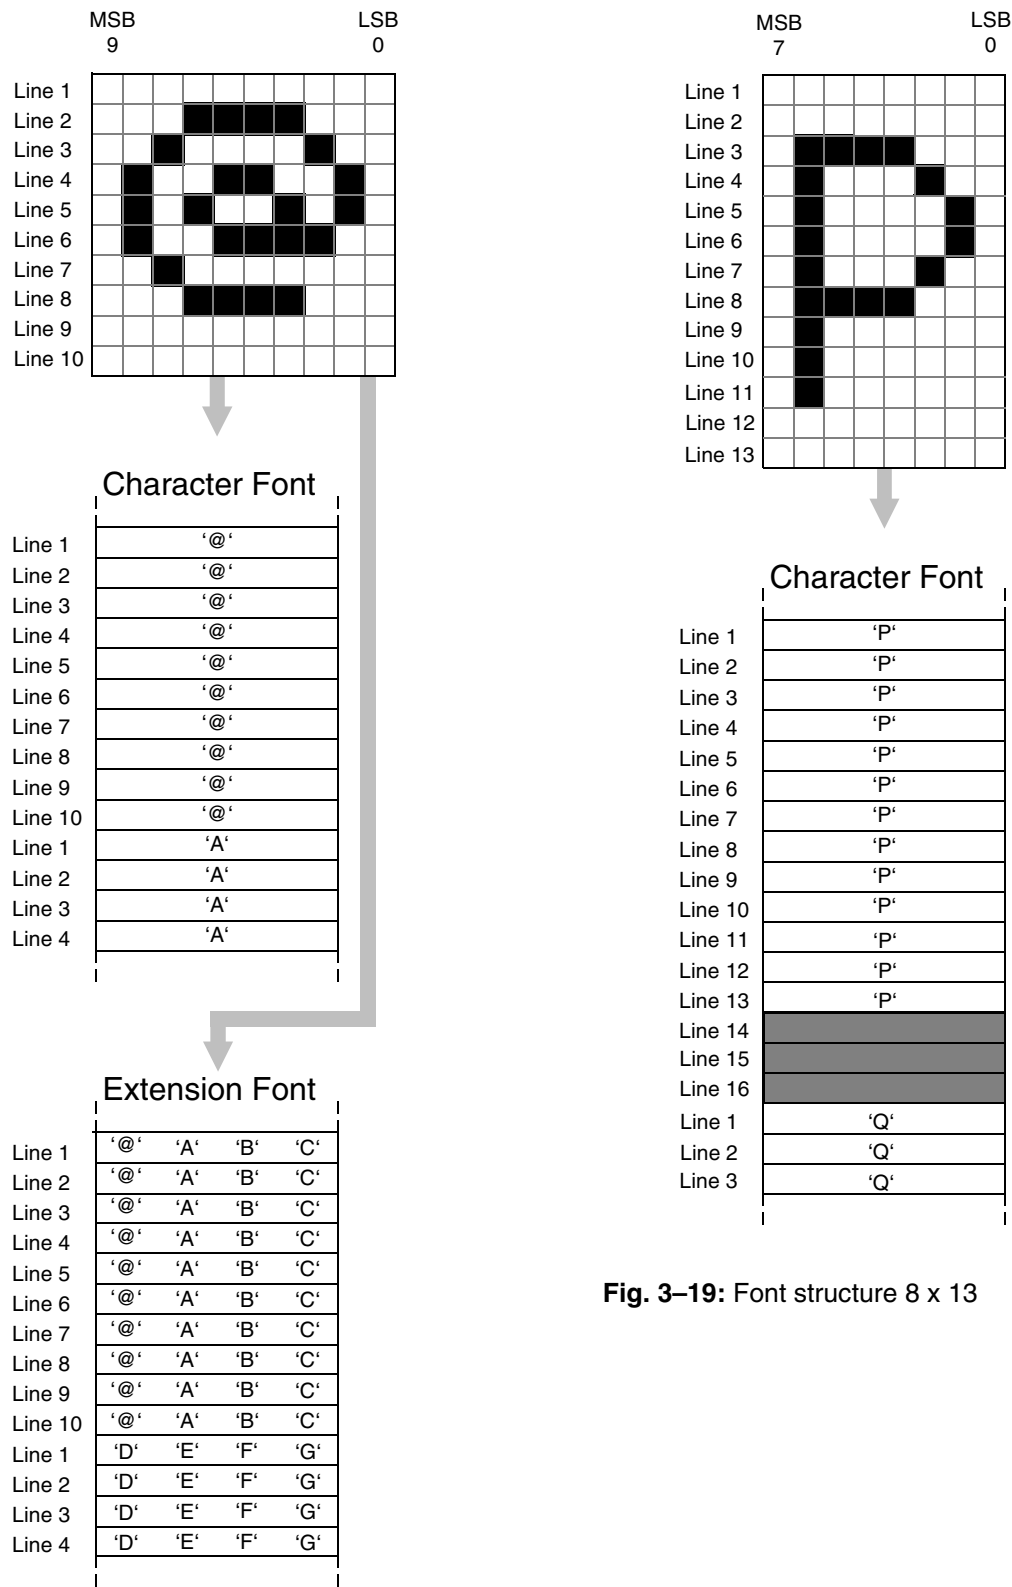 MSB LSB
9 0
Line 1
Line 2
Line 3
Line 4
Line 5
Line 6
Line 7
Line 8
Line 9
Line 10
Character Font
Line 1 ‘@‘
Line 2 ‘@‘
Line 3 ‘@‘
Line 4 ‘@‘
Line 5 ‘@‘
Line 6 ‘@‘
Line 7 ‘@‘
Line 8 ‘@‘
Line 9 ‘@‘
Line 10 ‘@‘
Line 1 ‘A‘
Line 2 ‘A‘
Line 3 ‘A‘
Line 4 ‘A‘
Extension Font
Line 1 ‘@‘ ‘A‘ ‘B‘ ‘C‘
Line 2 ‘@‘ ‘A‘ ‘B‘ ‘C‘
Line 3 ‘@‘ ‘A‘ ‘B‘ ‘C‘
Line 4 ‘@‘ ‘A‘ ‘B‘ ‘C‘
Line 5 ‘@‘ ‘A‘ ‘B‘ ‘C‘
Line 6 ‘@‘ ‘A‘ ‘B‘ ‘C‘
Line 7 ‘@‘ ‘A‘ ‘B‘ ‘C‘
Line 8 ‘@‘ ‘A‘ ‘B‘ ‘C‘
Line 9 ‘@‘ ‘A‘ ‘B‘ ‘C‘
Line 10 ‘@‘ ‘A‘ ‘B‘ ‘C‘
Line 1 ‘D‘ ‘E‘ ‘F‘ ‘G‘
Line 2 ‘D‘ ‘E‘ ‘F‘ ‘G‘
Line 3 ‘D‘ ‘E‘ ‘F‘ ‘G‘
Line 4 ‘D‘ ‘E‘ ‘F‘ ‘G‘
MSB LSB
7 0
Line 1
Line 2
Line 3
Line 4
Line 5
Line 6
Line 7
Line 8
Line 9
Line 10
Line 11
Line 12
Line 13
Character Font
Line 1 ‘P‘
Line 2 ‘P‘
Line 3 ‘P‘
Line 4 ‘P‘
Line 5 ‘P‘
Line 6 ‘P‘
Line 7 ‘P‘
Line 8 ‘P‘
Line 9 ‘P‘
Line 10 ‘P‘
Line 11 ‘P‘
Line 12 ‘P‘
Line 13 ‘P‘
Line 14
Line 15
Line 16
Line 1 ‘Q‘
Line 2 ‘Q‘
Line 3 ‘Q‘
Fig. 3–19: Font structure 8 x 13